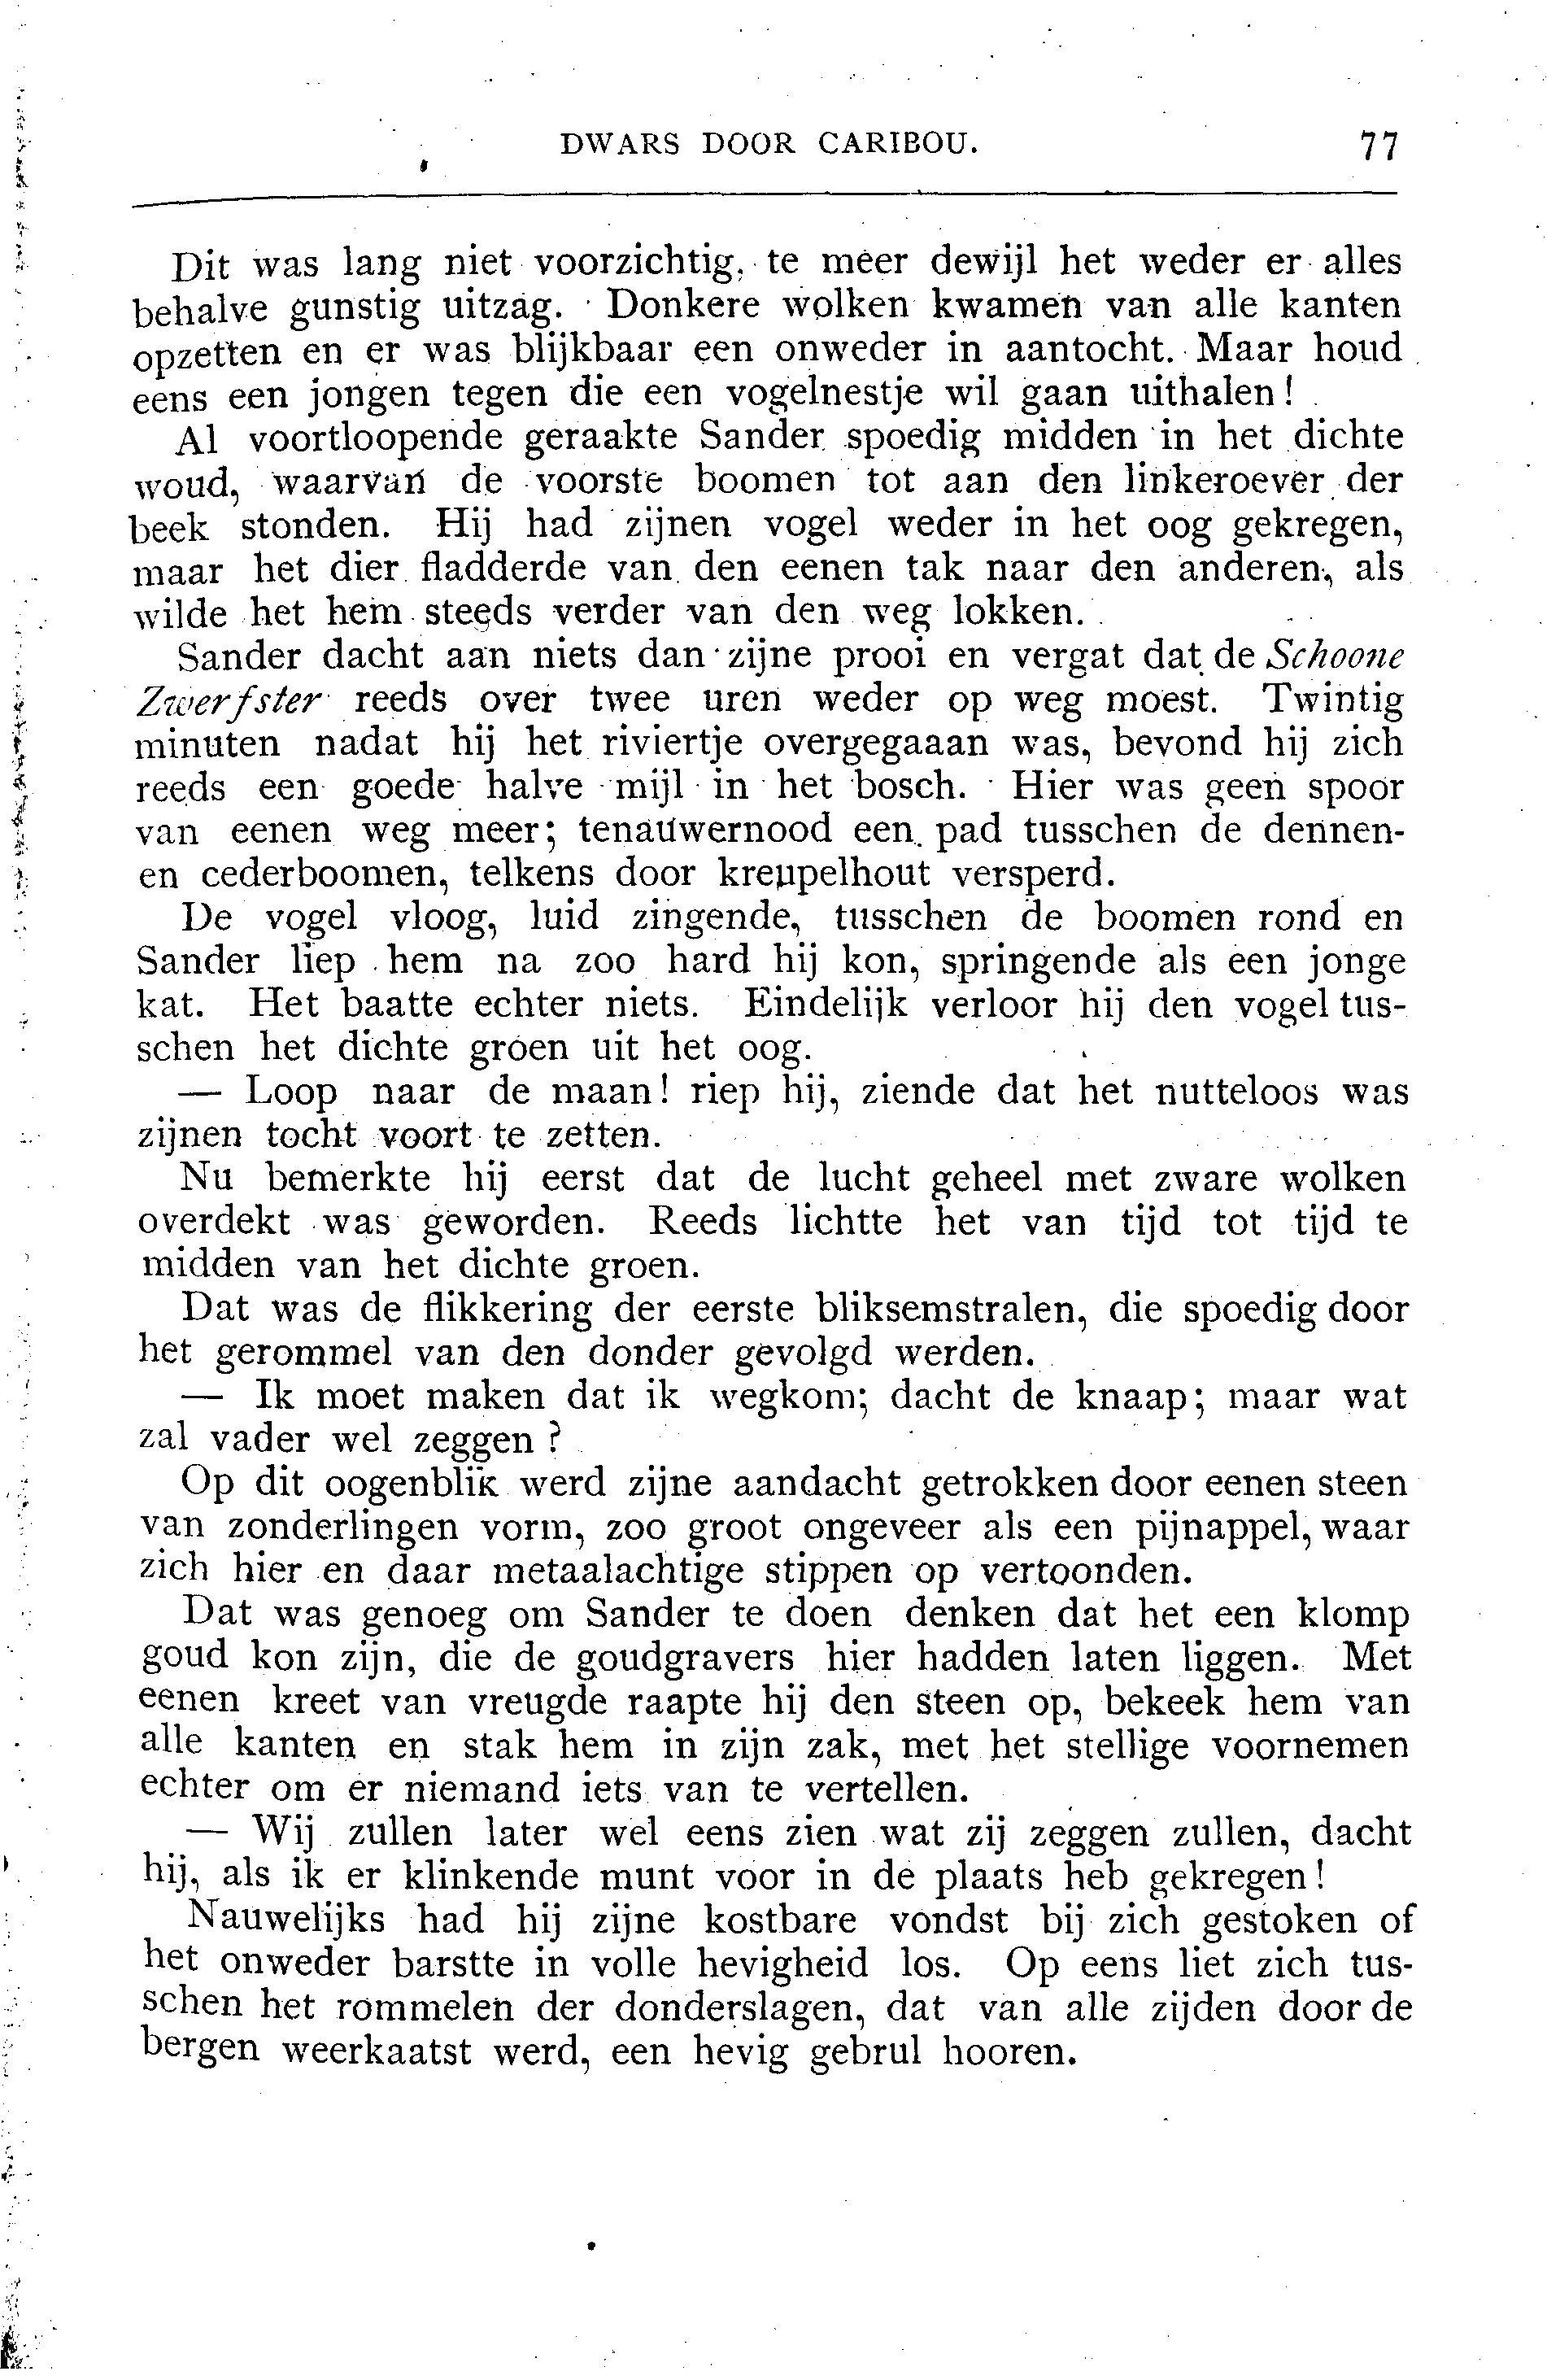 DWARS DOOR CARIBOU. 77
Dit was lang niet voorzichtig, te meer dewijl het weder er alles
behalve gunstig uitzag. Donkere wolken kwamen van alle kanten
opzetten en er was blijkbaar een onweder in aantocht. Maar houd
eens een jongen tegen die een vogelnestje wil gaan uithalen!
Al voortloopende geraakte Sander spoedig midden in het dichte
woud, waarvan de voorste boomen tot aan den linkeroever der
beek stonden. Hij had zijnen vogel weder in het oog gekregen,
maar het dier fladderde van den eenen tak naar den anderen, als
wilde het hem steeds verder van den weg lokken.
Sander dacht aan niets dan zijne prooi en vergat dat de Schoone
Zwerfster reeds over twee uren weder op weg moest. Twintig
minuten nadat hij het riviertje overgegaaan was, bevond hij zich
reeds een goede halve mijl in het bosch. Hier was geen spoor
van eenen weg meer; tenauwernood een pad tusschen de dennen-
en cederboomen, telkens door kreupelhout versperd.
De vogel vloog, luid zingende, tusschen de boomen rond en
Sander liep hem na zoo hard hij kon, springende als een jonge
kat. Het baatte echter niets. Eindelijk verloor hij den vogel tus-
schen het dichte groen uit het oog.
— Loop naar de maan! riep hij, ziende dat het nutteloos was
zijnen tocht voort te zetten.
Nu bemerkte hij eerst dat de lucht geheel met zware wolken
overdekt was geworden. Reeds lichtte het van tijd tot tijd te
midden van het dichte groen.
Dat was de flikkering der eerste bliksemstralen, die spoedig door
het gerommel van den donder gevolgd werden.
— Ik moet maken dat ik wegkom; dacht de knaap; maar wat
zal vader wel zeggen?
Op dit oogenblik werd zijne aandacht getrokken door eenen steen
van zonderlingen vorm, zoo groot ongeveer als een pijnappel, waar
zich hier en daar metaalachtige stippen op vertoonden.
Dat was genoeg om Sander te doen denken dat het een klomp
goud kon zijn, die de goudgravers hier hadden laten liggen. Met
eenen kreet van vreugde raapte hij den steen op, bekeek hem van
alle kanten en stak hem in zijn zak, met het stellige voornemen
echter om er niemand iets van te vertellen.
— Wij zullen later wel eens zien wat zij zeggen zullen, dacht
hij, als ik er klinkende munt voor in de plaats heb gekregen!
Nauwelijks had hij zijne kostbare vondst bij zich gestoken of
het onweder barstte in volle hevigheid los. Op eens liet zich tus-
schen het rommelen der donderslagen, dat van alle zijden door de
bergen weerkaatst werd, een hevig gebrul hooren.